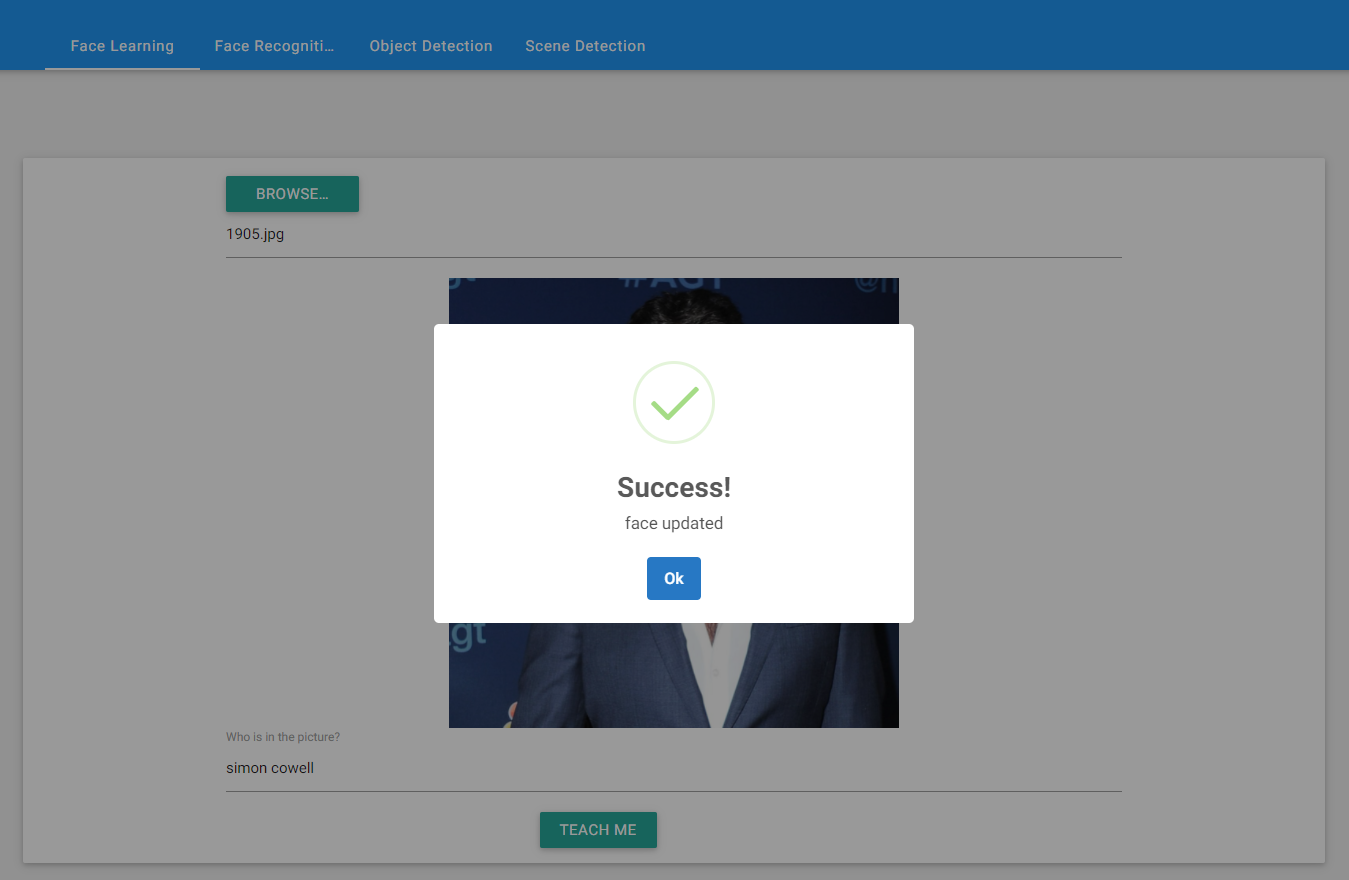 Face Learning
Face Recogniti...
Object Detection
Scene Detection
BROWSE...
1905.jpg
#AGT
Success!
face updated
Ok
gt
Who is in the picture?
simon cowell
TEACH ME